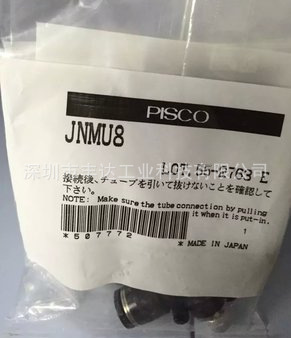 PISCO
JNMU8
LOT 55-2763 E
接続後、チューブを引いて抜けないことを確認して
下さい。
NOTE: Make sure the tube connection by pulling
it when it is put-in.
1
*507772 *
MADE IN JAPAN